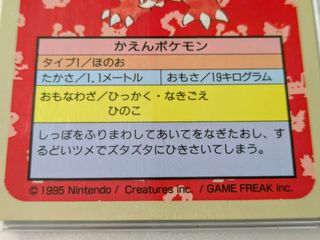 かえんポケモン
タイプ1/ほのお
たかさ/1.1メートル おもさ/19キログラム
おもなわざ/ひっかく・なきごえ
ひのこ
しっぽをふりまわしてあいてをなぎたおし、す
るどいツメでズタズタにひきさいてしまう。
©1995 Nintendo / Creatures inc. / GAME FREAK inc.